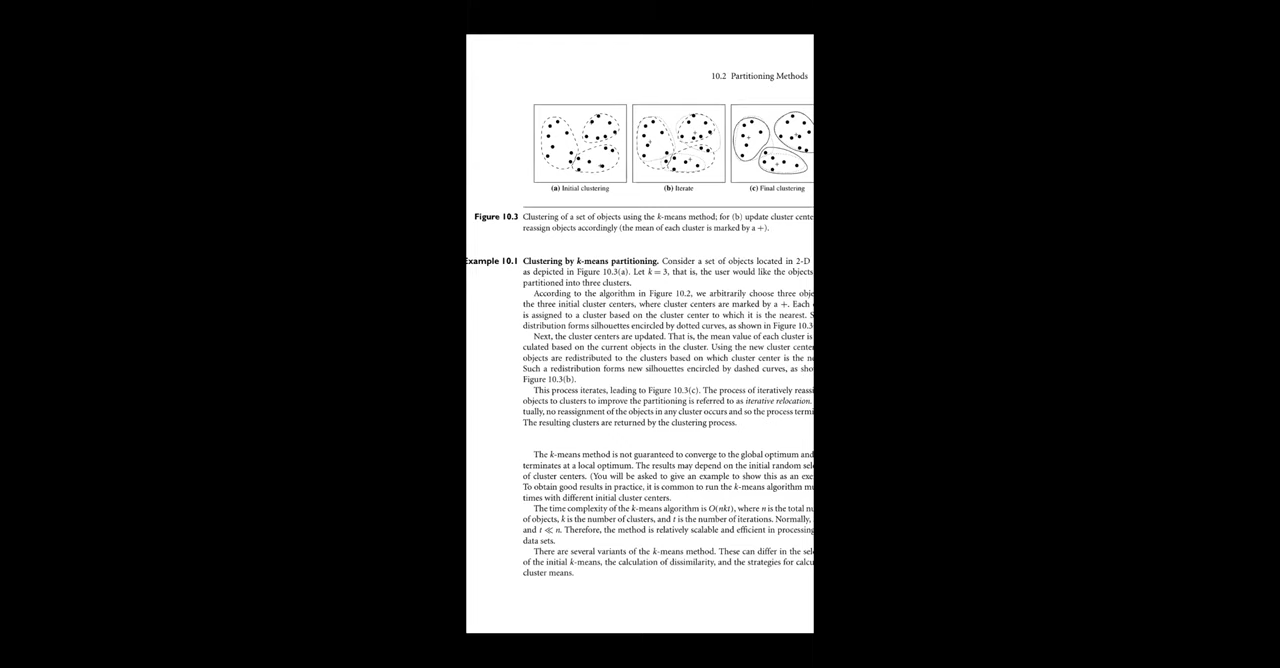 10.2 Partitioning Methods
(a) Initial clustering
(b) Iterate
(c) Final clustering
Figure 10.3 Clustering of a set of objects using the k-means method; for (b) update cluster cente
reassign objects accordingly (the mean of each cluster is marked by a +).
Example 10.1 Clustering by k-means partitioning. Consider a set of objects located in 2-D
as depicted in Figure 10.3(a). Let k = 3, that is, the user would like the objects
partitioned into three clusters.
According to the algorithm in Figure 10.2, we arbitrarily choose three obje
the three initial cluster centers, where cluster centers are marked by a +. Each
is assigned to a cluster based on the cluster center to which it is the nearest. S
distribution forms silhouettes encircled by dotted curves, as shown in Figure 10.3
Next, the cluster centers are updated. That is, the mean value of each cluster is
culated based on the current objects in the cluster. Using the new cluster cente
objects are redistributed to the clusters based on which cluster center is the ne
Such a redistribution forms new silhouettes encircled by dashed curves, as sho
Figure 10.3(b).
This process iterates, leading to Figure 10.3(c). The process of iteratively reassi
objects to clusters to improve the partitioning is referred to as iterative relocation.
tually, no reassignment of the objects in any cluster occurs and so the process termi
The resulting clusters are returned by the clustering process.
The k-means method is not guaranteed to converge to the global optimum and
terminates at a local optimum. The results may depend on the initial random sel
of cluster centers. (You will be asked to give an example to show this as an exe
To obtain good results in practice, it is common to run the k-means algorithm mu
times with different initial cluster centers.
The time complexity of the k-means algorithm is O(nkt), where n is the total nu
of objects, k is the number of clusters, and t is the number of iterations. Normally,
and t ≪ n. Therefore, the method is relatively scalable and efficient in processing
data sets.
There are several variants of the k-means method. These can differ in the sele
of the initial k-means, the calculation of dissimilarity, and the strategies for calcu
cluster means.